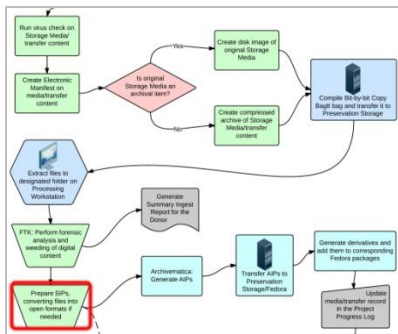 Run virus check on
Storage Media/
transfer content
Create Electronic
Manifest on
media/transfer
content
Is original
Storage Media an
archival item?
Yes
No
Create disk image of
original Storage
Media
Create compressed
archive of Storage
Media/transfer
content
Compile Bit-by-bit Copy
Bagit bag and transfer it to
Preservation Storage
Extract files to
designated folder on
Processing
Workstation
Generate
Summary Ingest
Report for the
Donor
FTK: Perform forensic
analysis and
weeding of digital
content
Prepare SIPs,
converting files into
open formats if
needed
Archivematica:
Generate AIPs
Transfer AIPs to
Preservation
Storage/Fedora
Generate derivatives and
add them to corresponding
Fedora packages
Update
media/transfer record
in the Project
Progress Log